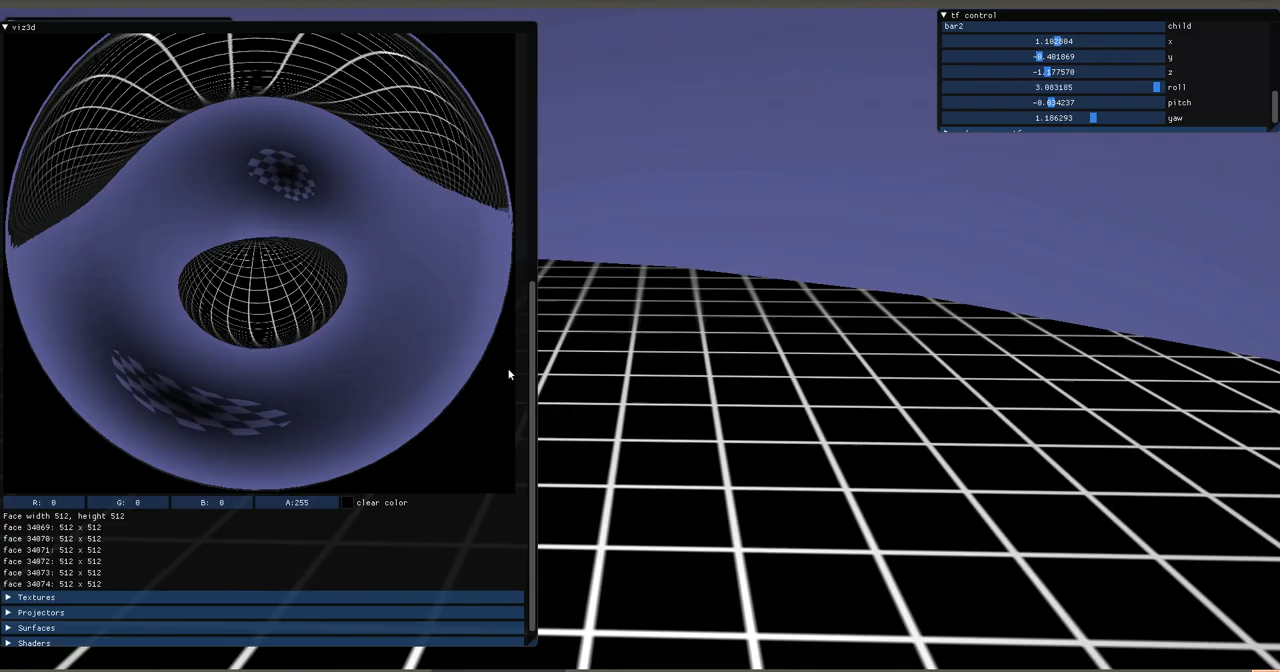 viz3d
R: 0 G: 0 B: 0 A:255 clear color
Face width 512, height 512
face 34069: 512 x 512
face 34070: 512 x 512
face 34071: 512 x 512
face 34072: 512 x 512
face 34073: 512 x 512
face 34074: 512 x 512
Textures
Projectors
Surfaces
Shaders
tf control
bar2 child
1.102804 x
-0.401869 y
-1.177570 z
3.083185 roll
-0.034237 pitch
1.186293 yaw